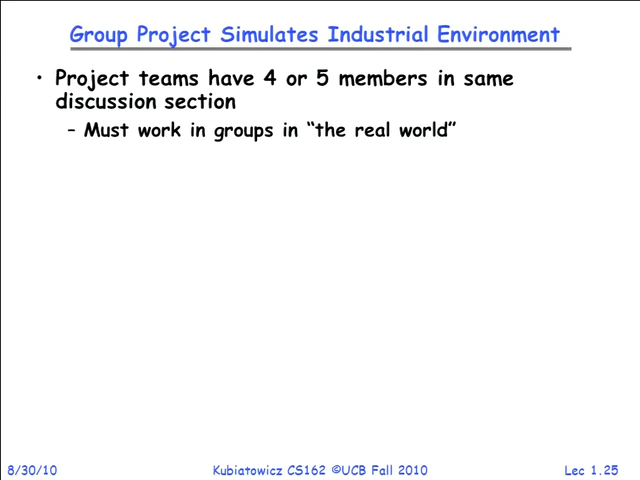 Group Project Simulates Industrial Environment
• Project teams have 4 or 5 members in same
discussion section
– Must work in groups in “the real world”
8/30/10 Kubiatowicz CS162 ©UCB Fall 2010 Lec 1.25